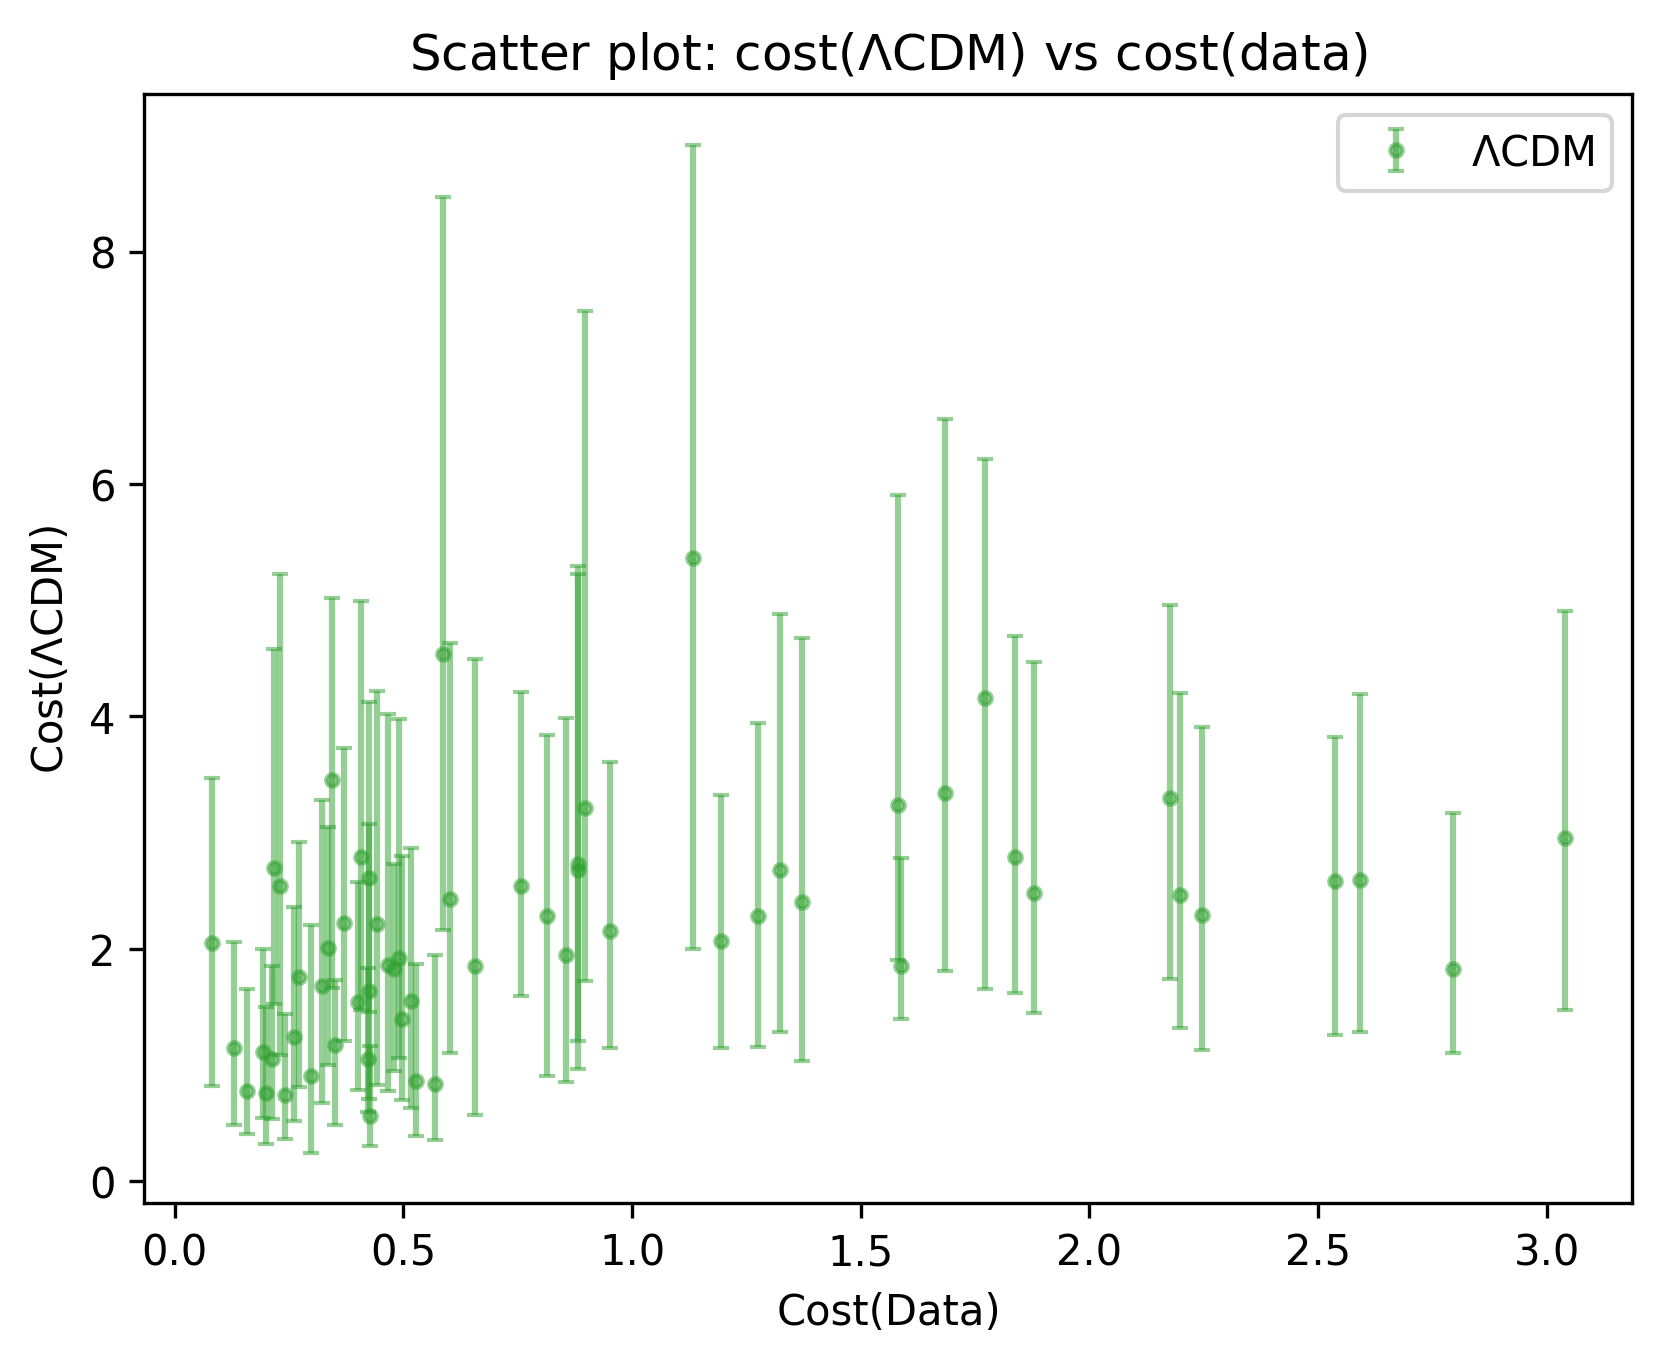 Scatter plot: cost(ΛCDM) vs cost(data)
ΛCDM
Cost(ΛCDM)
8
6
4
2
0
0.0 0.5 1.0 1.5 2.0 2.5 3.0
Cost(Data)